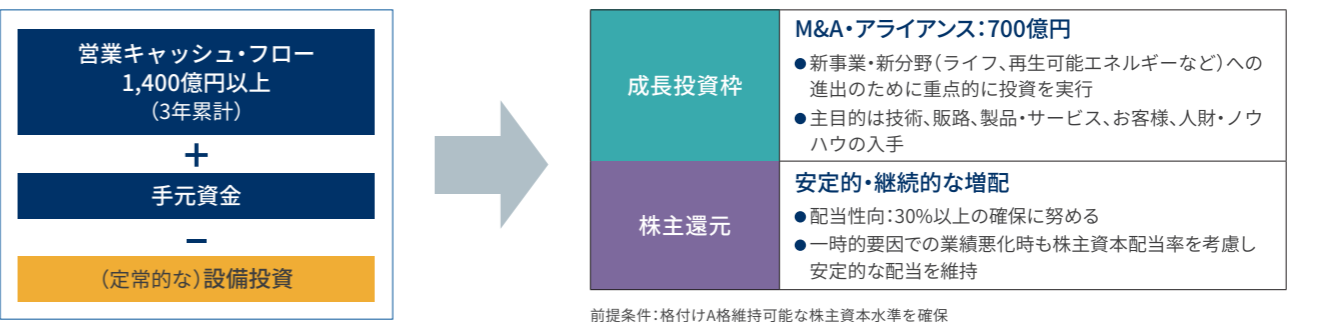 営業キャッシュ・フロー
1,400億円以上
（3年累計）
＋
手元資金
－
（定常的な）設備投資
成長投資枠
M&A・アライアンス：700億円
●新事業・新分野（ライフ、再生可能エネルギーなど）への
進出のために重点的に投資を実行
●主目的は技術、販路、製品・サービス、お客様、人財・ノウ
ハウの入手
株主還元
安定的・継続的な増配
●配当性向：30%以上の確保に努める
●一時的要因での業績悪化時も株主資本配当率を考慮し
安定的な配当を維持
前提条件：格付けA格維持可能な株主資本水準を確保